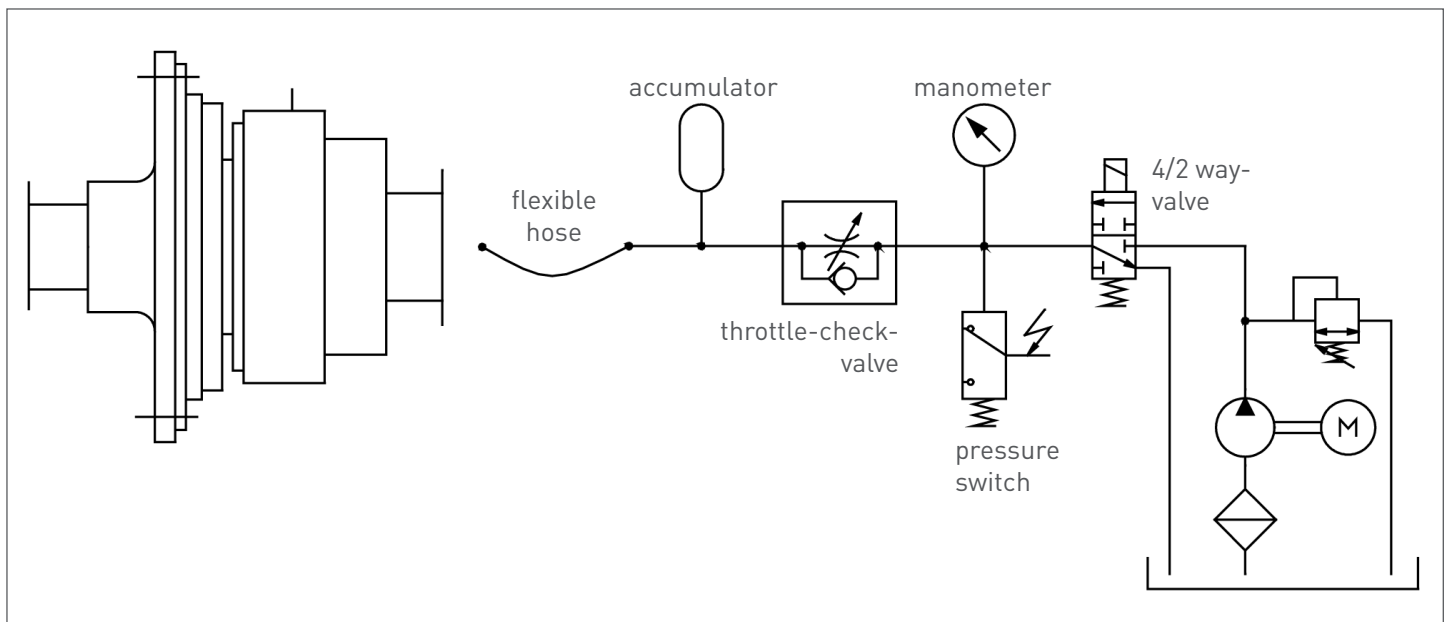 accumulator
manometer
4/2 way-
valve
flexible
hose
throttle-check-
valve
pressure
switch
M